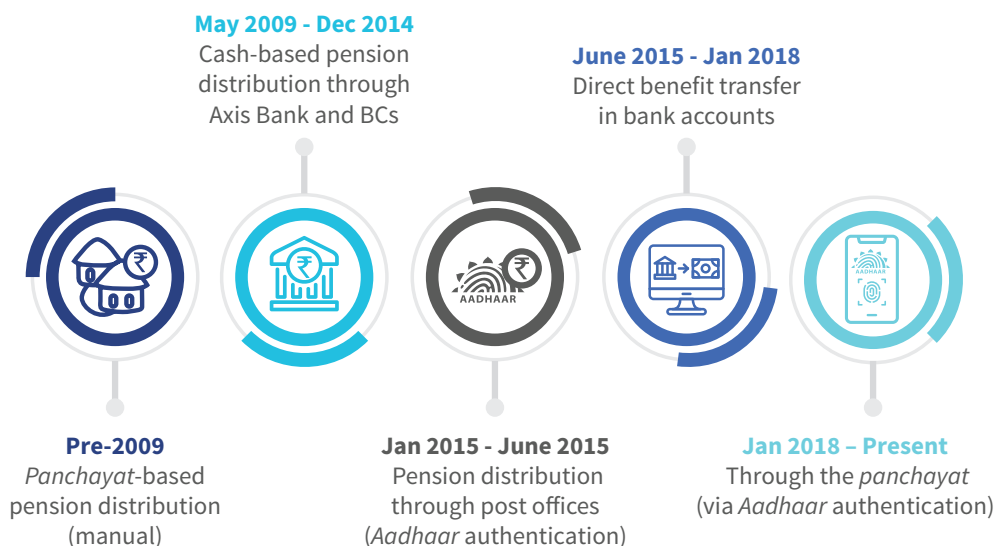 May 2009 - Dec 2014
Cash-based pension
distribution through
Axis Bank and BCs
June 2015 - Jan 2018
Direct benefit transfer
in bank accounts
₹
₹
AADHAAR
₹
AADHAAR
Pre-2009
Panchayat-based
pension distribution
(manual)
Jan 2015 - June 2015
Pension distribution
through post offices
(Aadhaar authentication)
Jan 2018 – Present
Through the panchayat
(via Aadhaar authentication)